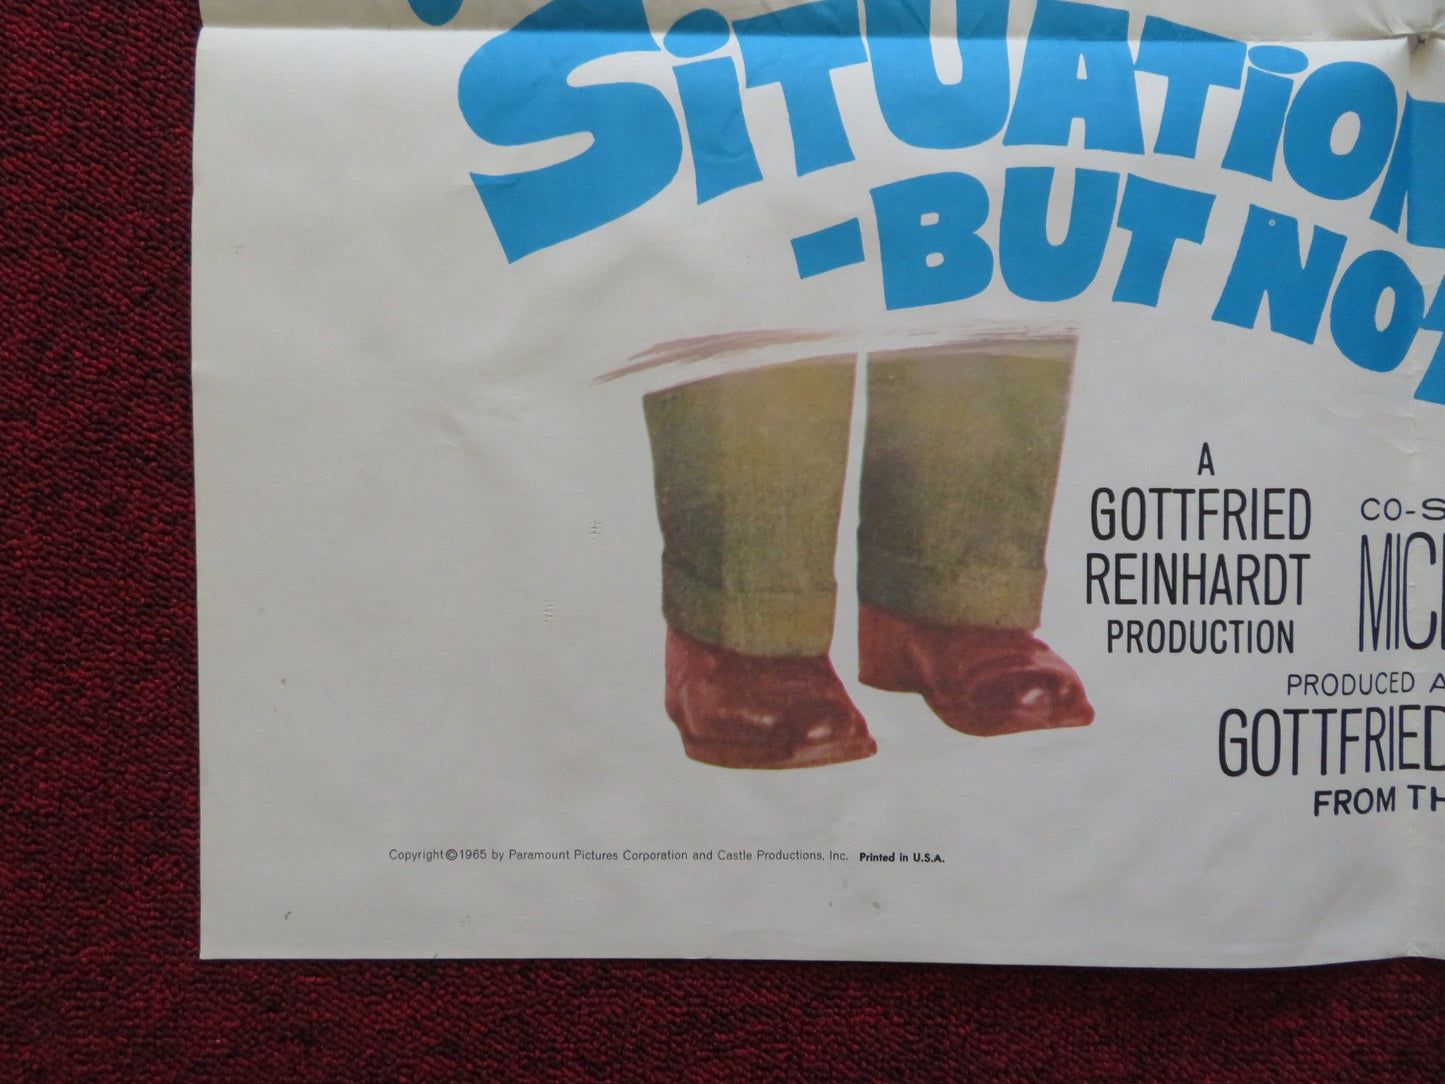 SiTUATiON
-BUT NOT
A
GOTTFRIED
REINHARDT
PRODUCTION
CO-S
MIC
PRODUCED A
GOTTFRIED
FROM TH
Copyright © 1965 by Paramount Pictures Corporation and Castle Productions, Inc. Printed in U.S.A.